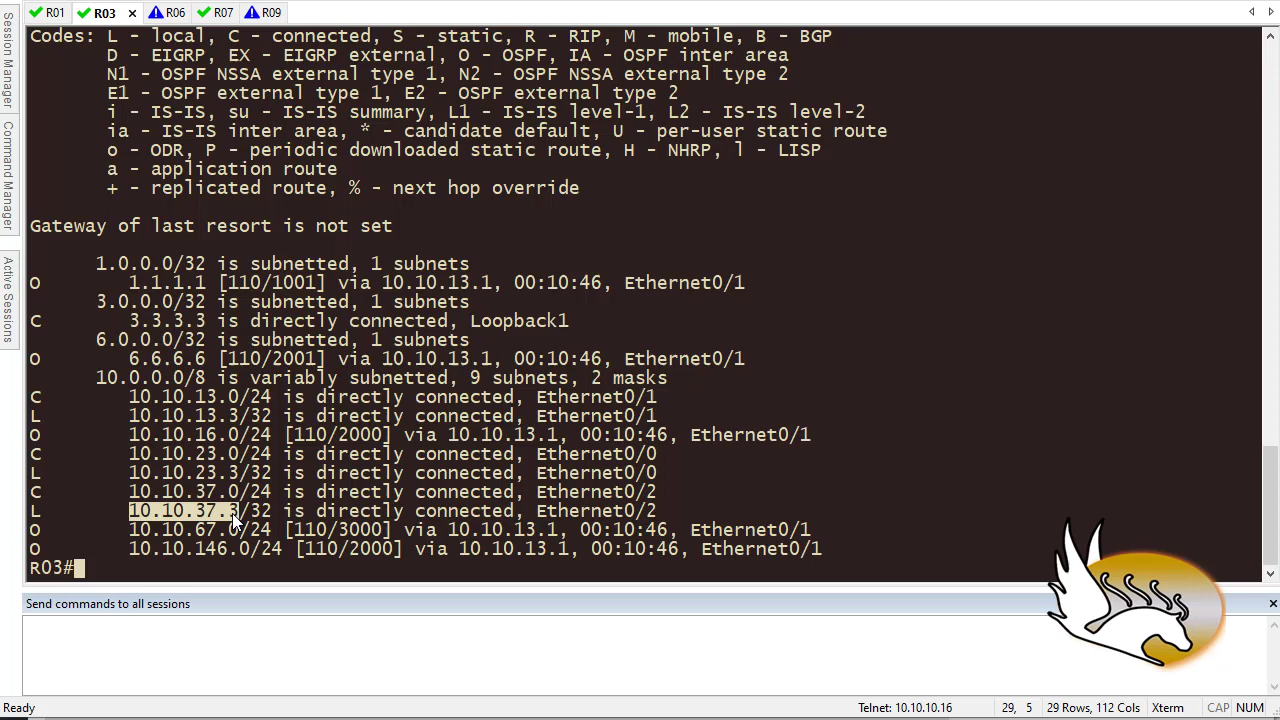 R01 R03 × R06 R07 R09
Session Manager
Command Manager
Active Sessions
Codes: L - local, C - connected, S - static, R - RIP, M - mobile, B - BGP
D - EIGRP, EX - EIGRP external, O - OSPF, IA - OSPF inter area
N1 - OSPF NSSA external type 1, N2 - OSPF NSSA external type 2
E1 - OSPF external type 1, E2 - OSPF external type 2
i - IS-IS, su - IS-IS summary, L1 - IS-IS level-1, L2 - IS-IS level-2
ia - IS-IS inter area, * - candidate default, U - per-user static route
o - ODR, P - periodic downloaded static route, H - NHRP, l - LISP
a - application route
+ - replicated route, % - next hop override
Gateway of last resort is not set
1.0.0.0/32 is subnetted, 1 subnets
O 1.1.1.1 [110/1001] via 10.10.13.1, 00:10:46, Ethernet0/1
3.0.0.0/32 is subnetted, 1 subnets
C 3.3.3.3 is directly connected, Loopback1
6.0.0.0/32 is subnetted, 1 subnets
O 6.6.6.6 [110/2001] via 10.10.13.1, 00:10:46, Ethernet0/1
10.0.0.0/8 is variably subnetted, 9 subnets, 2 masks
C 10.10.13.0/24 is directly connected, Ethernet0/1
L 10.10.13.3/32 is directly connected, Ethernet0/1
O 10.10.16.0/24 [110/2000] via 10.10.13.1, 00:10:46, Ethernet0/1
C 10.10.23.0/24 is directly connected, Ethernet0/0
L 10.10.23.3/32 is directly connected, Ethernet0/0
C 10.10.37.0/24 is directly connected, Ethernet0/2
L 10.10.37.3/32 is directly connected, Ethernet0/2
O 10.10.67.0/24 [110/3000] via 10.10.13.1, 00:10:46, Ethernet0/1
O 10.10.146.0/24 [110/2000] via 10.10.13.1, 00:10:46, Ethernet0/1
R03#
Send commands to all sessions ×
Ready Telnet: 10.10.10.16 29, 5 29 Rows, 112 Cols Xterm CAP NUM